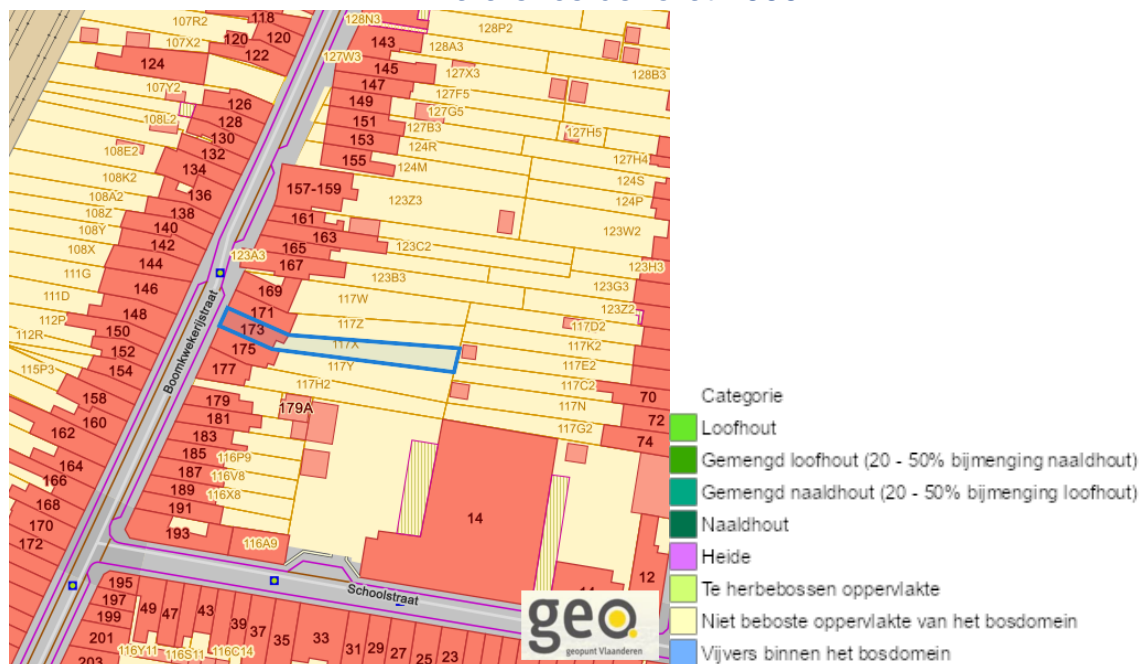 107R2
118
128N3
128P2
120
120
143
128A3
107X2
122
127W3
124
145
127X3
128B3
107Y2
147
127F5
126
149
127G5
108L2
128
151
127B3
127H5
130
153
124R
108E2
132
155
124M
127H4
134
108K2
157-159
124S
136
108A2
123Z3
124P
138
108Z
161
140
163
123W2
108Y
142
165
123C2
108X
123A3
167
123H3
144
111G
123B3
123G3
146
169
117W
111D
123Z2
148
171
117Z
112P
117D2
150
173
117X
117K2
112R
175
152
117Y
117E2
115P3
154
177
117H2
117C2
70
Boomkwekerijstraat
158
179
179A
117N
72
160
181
162
183
117G2
74
185
116P9
164
187
116V8
166
189
116X8
168
191
14
170
193
116A9
172
12
14
Schoolstraat
195
197
49
47
43
199
39
37
35
33
201
31
29
27
25
23
116Y11
116S11
116C14
203
geo.
geopunt Vlaanderen
Categorie
Loofhout
Gemengd loofhout (20 - 50% bijmenging naaldhout)
Gemengd naaldhout (20 - 50% bijmenging loofhout)
Naaldhout
Heide
Te herbebossen oppervlakte
Niet beboste oppervlakte van het bosdomein
Vijvers binnen het bosdomein